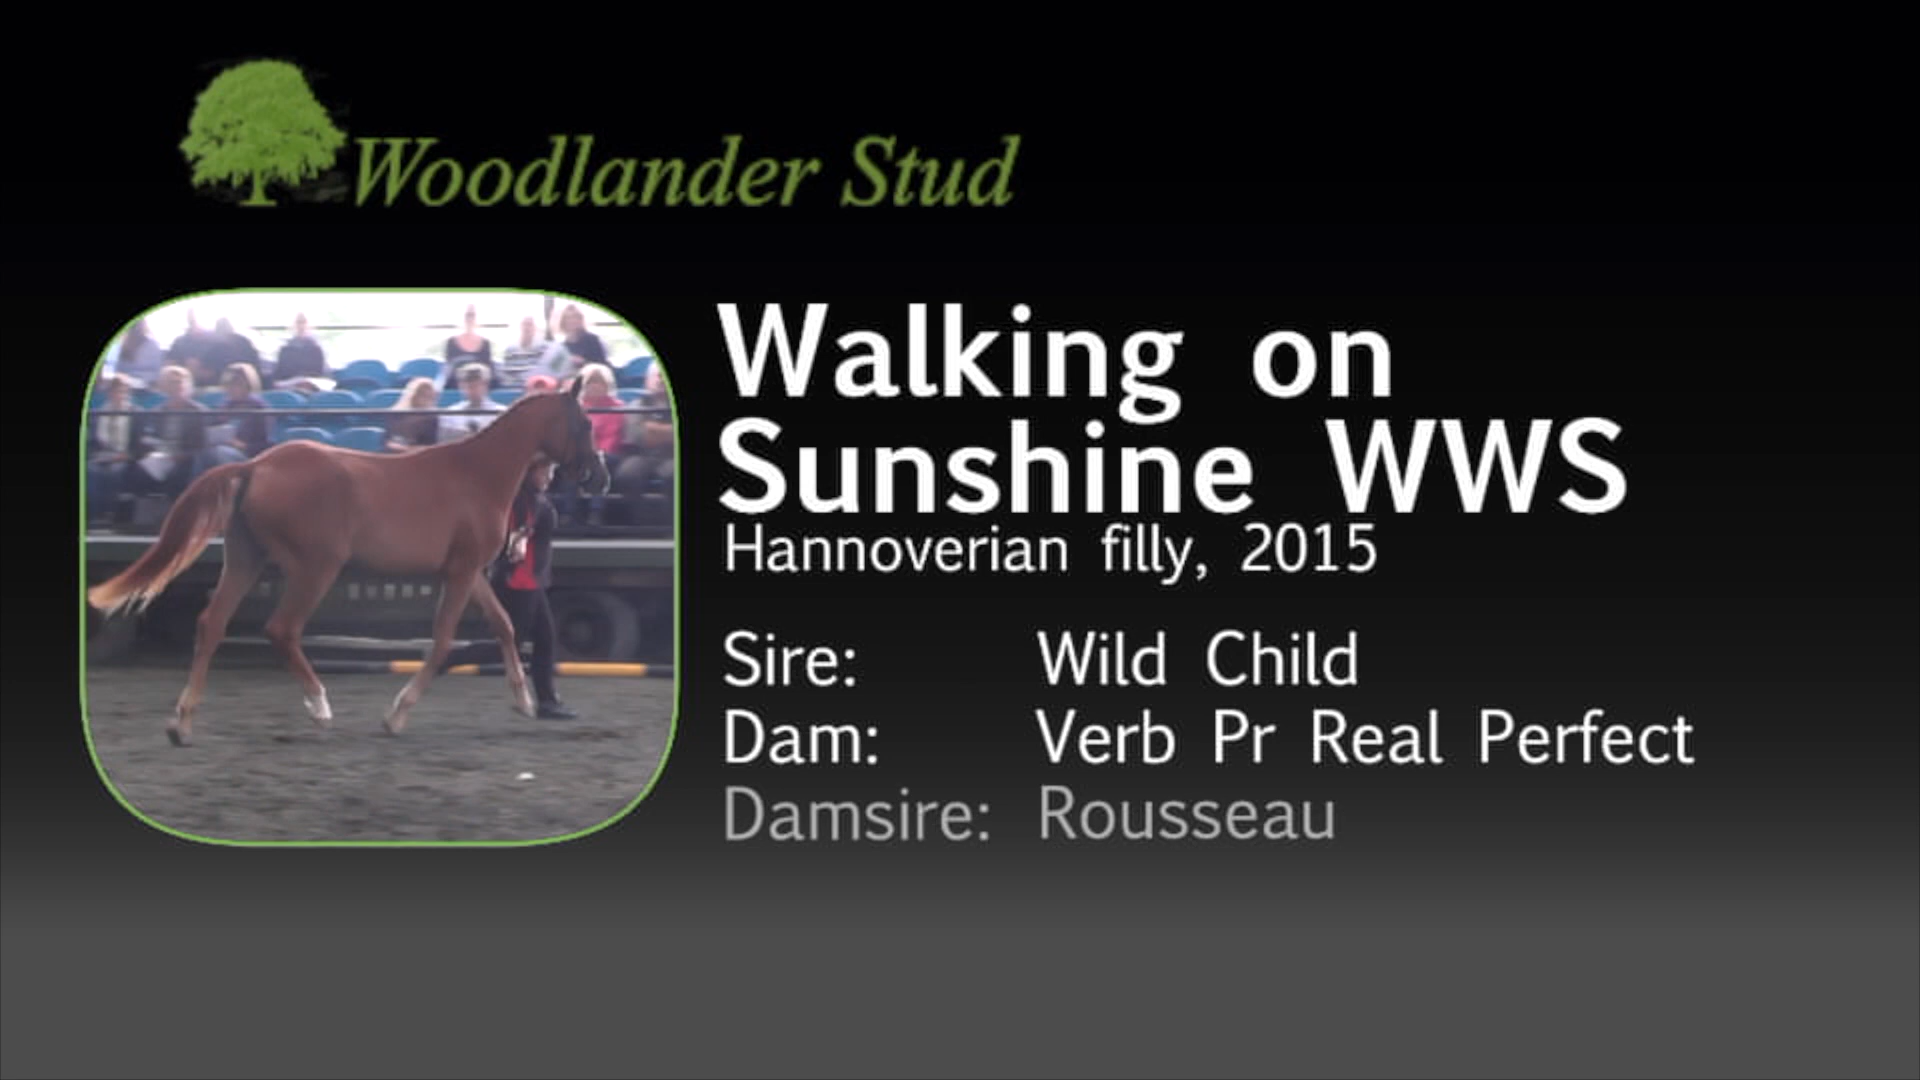 Woodlander Stud
Walking on
Sunshine WWS
Hannoverian filly, 2015
Sire: Wild Child
Dam: Verb Pr Real Perfect
Damsire: Rousseau